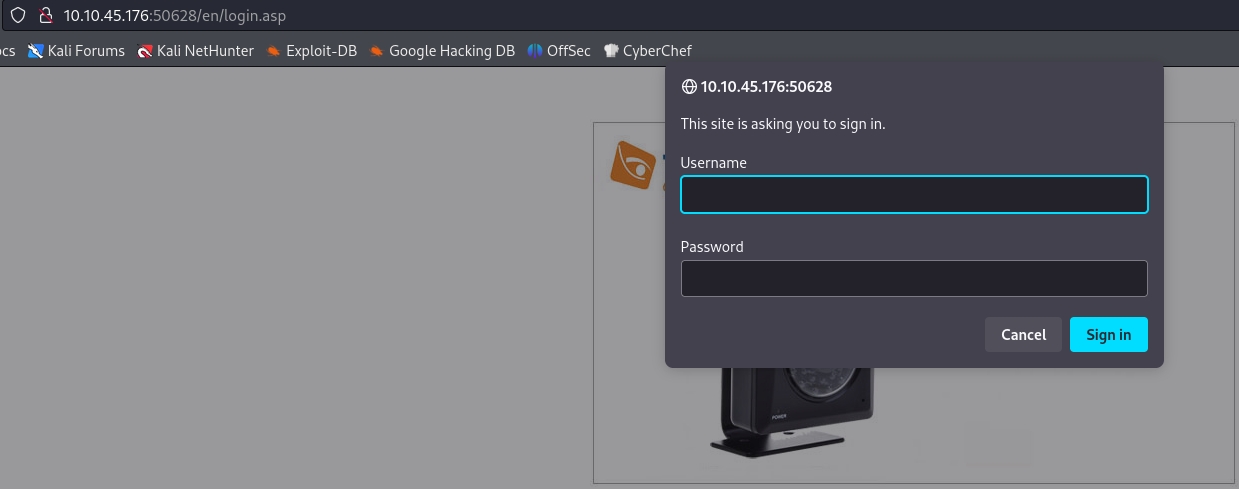 10.10.45.176:50628/en/login.asp
ocs Kali Forums Kali NetHunter Exploit-DB Google Hacking DB OffSec CyberChef
10.10.45.176:50628
This site is asking you to sign in.
Username
Password
Cancel Sign in
POWER